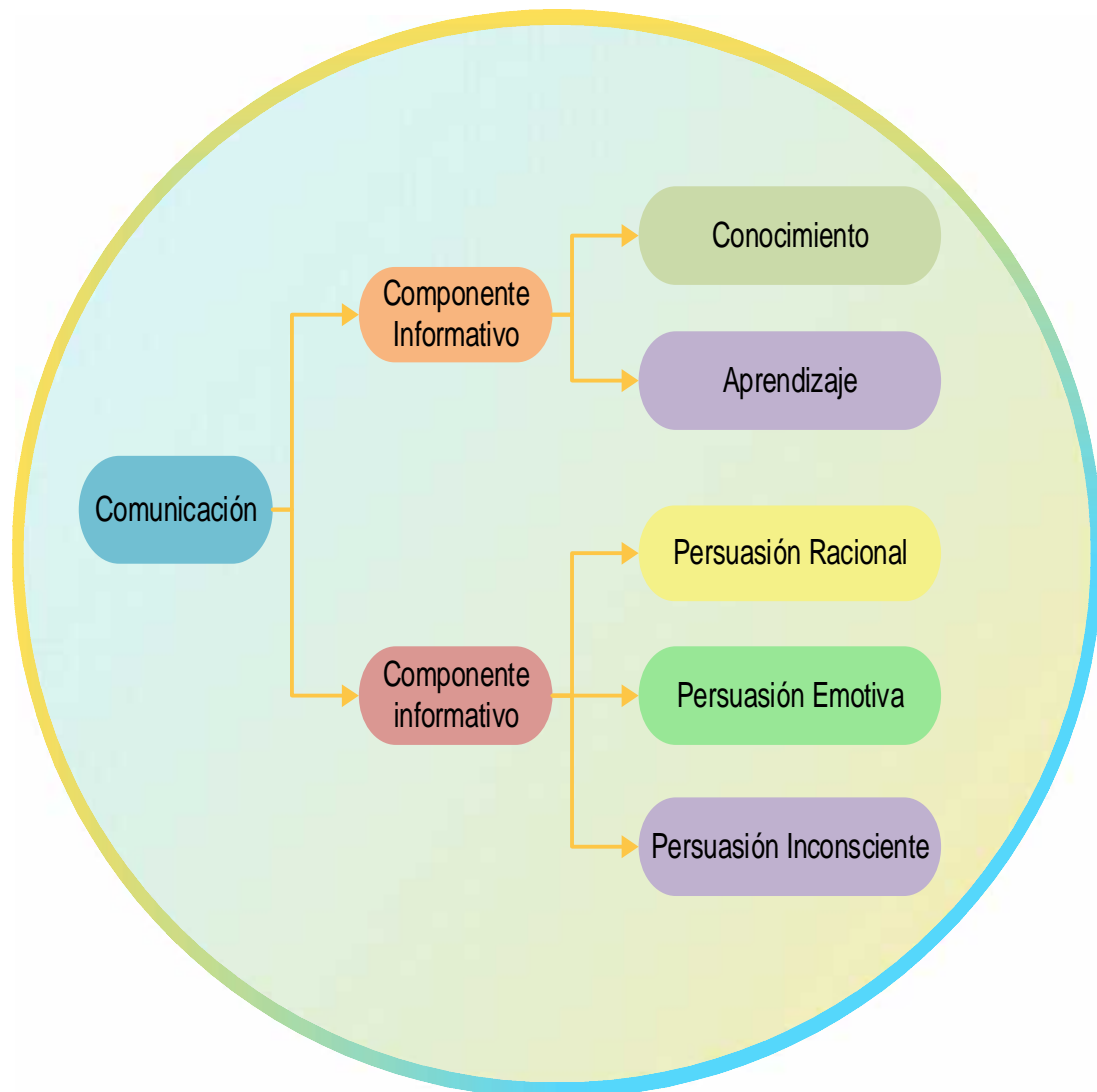 Comunicación
Componente
Informativo
Conocimiento
Aprendizaje
Componente
informativo
Persuasión Racional
Persuasión Emotiva
Persuasión Inconsciente